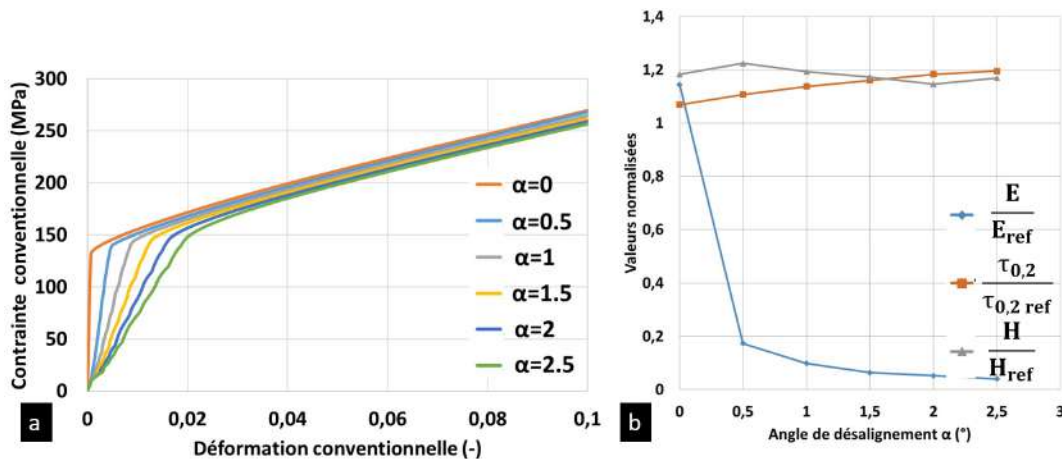 Contrainte conventionnelle (MPa)
300
250
200
150
100
50
0
0
0,02
0,04
0,06
0,08
0,1
Déformation conventionnelle (-)
α=0
α=0.5
α=1
α=1.5
α=2
α=2.5
a
Valeurs normalisées
1,4
1,2
1
0,8
0,6
0,4
0,2
0
0
0,5
1
1,5
2
2,5
3
Angle de désalignement α (°)
E
E_ref
τ_0,2
τ_0,2 ref
H
H_ref
b